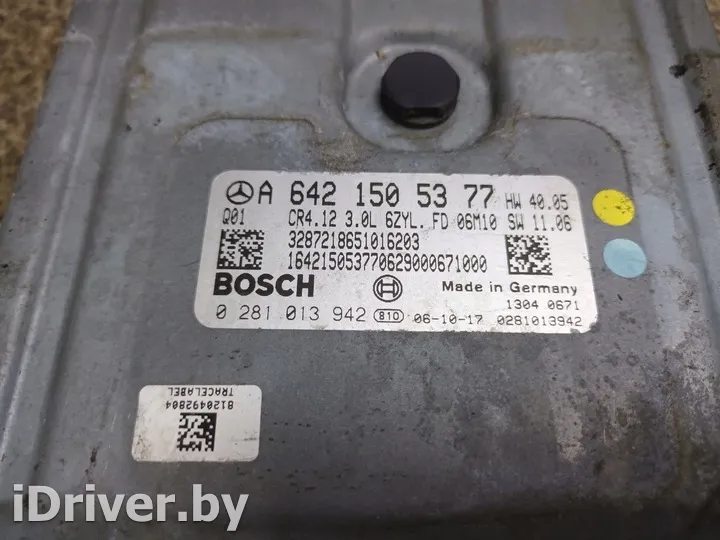 A 642 150 53 77 HW 40.05
Q01 CR4.12 3.0L 6ZYL. FD 06M10 SW 11.06
3287218651016203
164215053770629000671000
BOSCH Made in Germany
1304 0671
0 281 013 942 810 06-10-17 0281013942
8120492804
TRACELABEL
iDriver.by